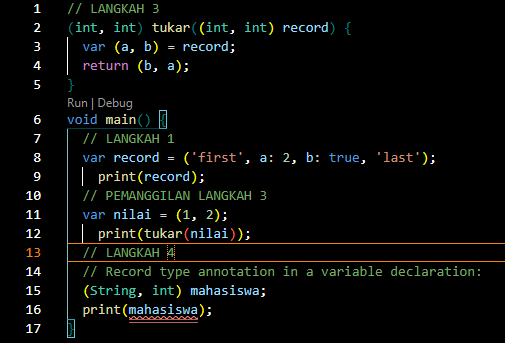 1 // LANGKAH 3
2 (int, int) tukar((int, int) record) {
3 var (a, b) = record;
4 return (b, a);
5 }
Run | Debug
6 void main() {
7 // LANGKAH 1
8 var record = ('first', a: 2, b: true, 'last');
9 print(record);
10 // PEMANGGILAN LANGKAH 3
11 var nilai = (1, 2);
12 print(tukar(nilai));
13 // LANGKAH 4
14 // Record type annotation in a variable declaration:
15 (String, int) mahasiswa;
16 print(mahasiswa);
17 }